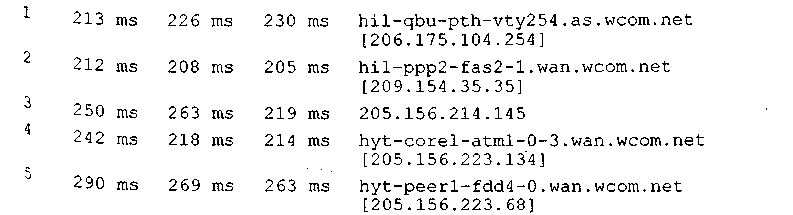 1 213 ms 226 ms 230 ms hil-qbu-pth-vty254.as.wcom.net
[206.175.104.254]
2 212 ms 208 ms 205 ms hil-ppp2-fas2-1.wan.wcom.net
[209.154.35.35]
3 250 ms 263 ms 219 ms 205.156.214.145
4 242 ms 218 ms 214 ms hyt-core1-atm1-0-3.wan.wcom.net
[205.156.223.134]
5 290 ms 269 ms 263 ms hyt-peer1-fdd4-0.wan.wcom.net
[205.156.223.68]